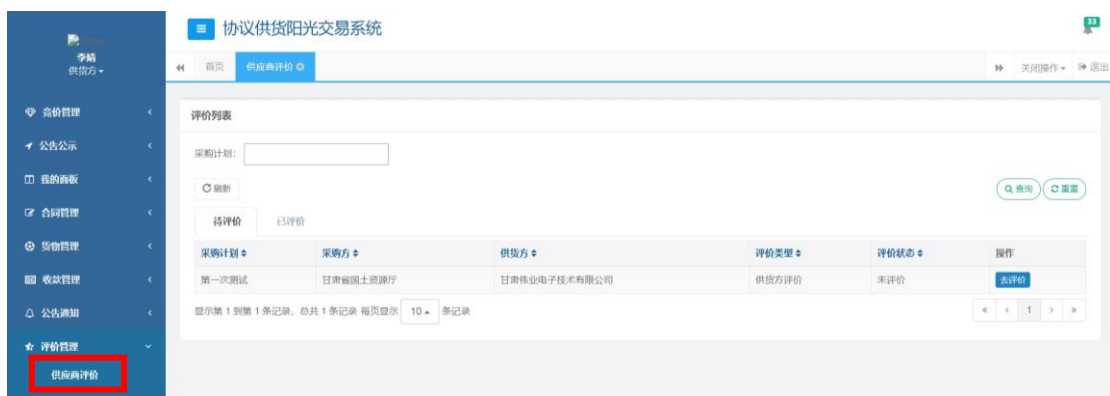 协议供货阳光交易系统
33
李婧
供货方
首页
供应商评价
关闭操作
退出
竞价管理
公告公示
我的面板
合同管理
货物管理
收款管理
公告通知
评价管理
供应商评价
评价列表
采购计划:
刷新
查询
重置
待评价
已评价
采购计划 采购方 供货方 评价类型 评价状态 操作
第一次测试 甘肃省国土资源厅 甘肃伟业电子技术有限公司 供货方评价 未评价 去评价
显示第 1 到第 1 条记录，总共 1 条记录 每页显示 10 条记录
« ‹ 1 › »